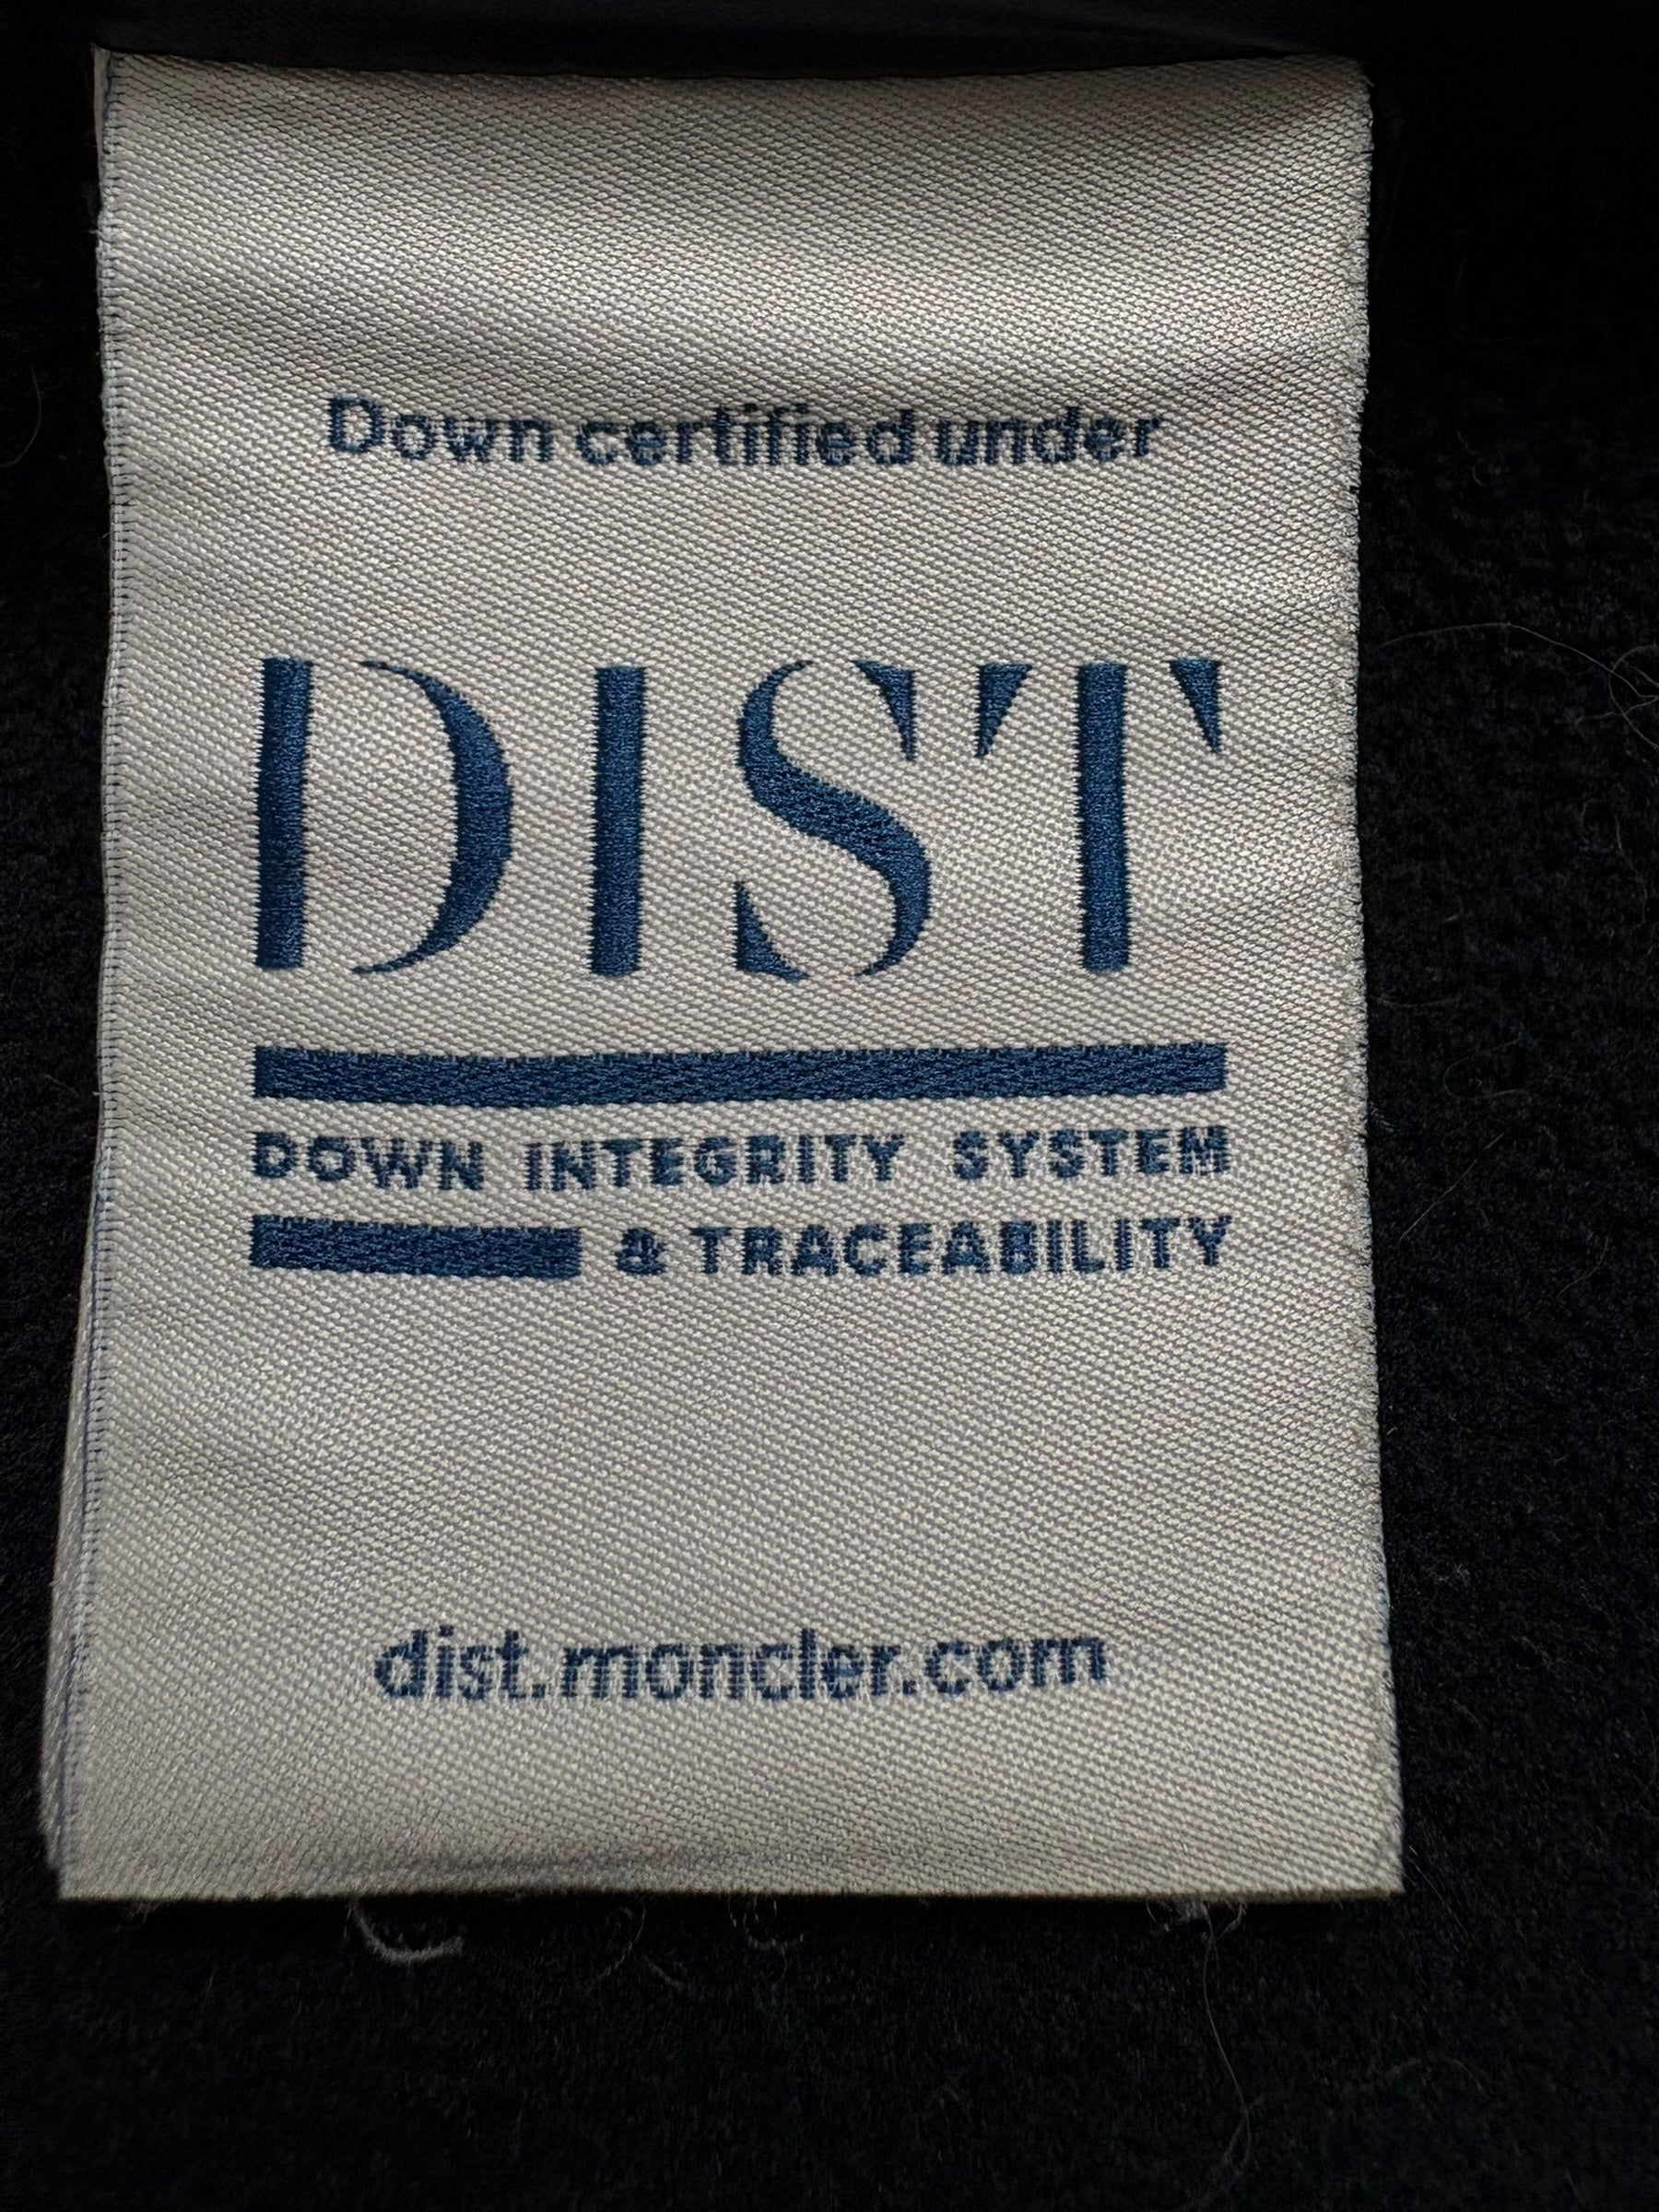 Down certified under
DIST
DOWN INTEGRITY SYSTEM
& TRACEABILITY
dist.moncler.com